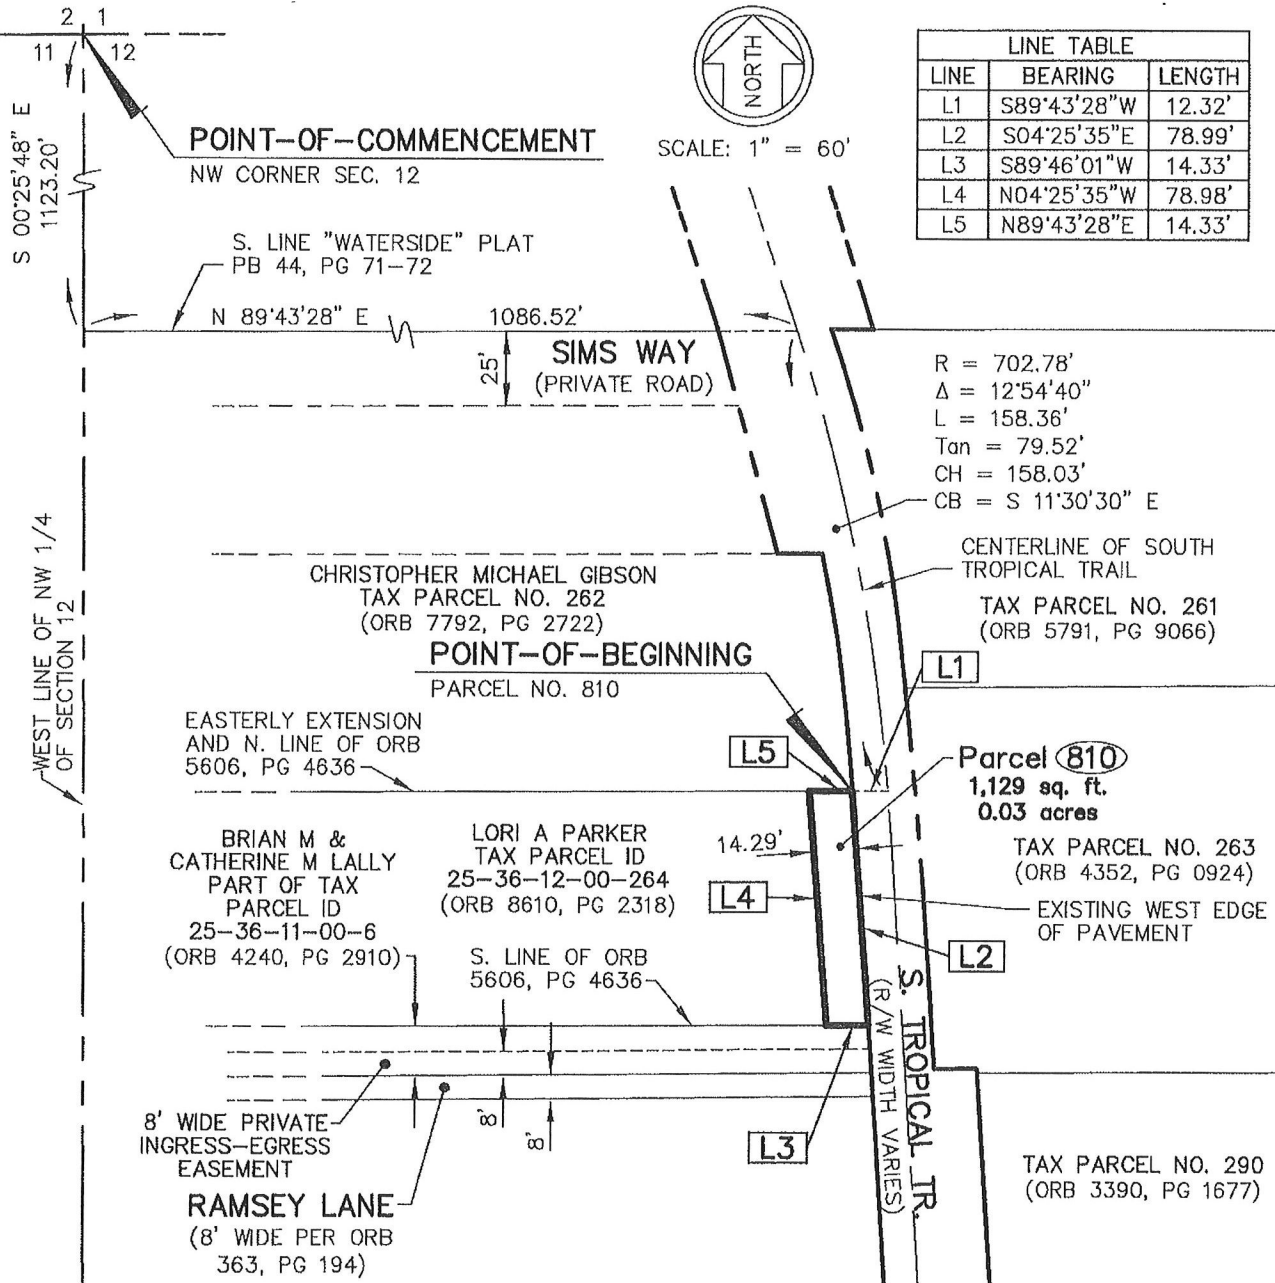 2 1
11 12
S 00°25'48" E
1123.20'
POINT-OF-COMMENCEMENT
NW CORNER SEC. 12
NORTH
SCALE: 1" = 60'
LINE TABLE
LINE BEARING LENGTH
L1 S89°43'28"W 12.32'
L2 S04°25'35"E 78.99'
L3 S89°46'01"W 14.33'
L4 N04°25'35"W 78.98'
L5 N89°43'28"E 14.33'
S. LINE "WATERSIDE" PLAT
PB 44, PG 71-72
N 89°43'28" E 1086.52'
25'
SIMS WAY
(PRIVATE ROAD)
R = 702.78'
Δ = 12°54'40"
L = 158.36'
Tan = 79.52'
CH = 158.03'
CB = S 11°30'30" E
CENTERLINE OF SOUTH
TROPICAL TRAIL
TAX PARCEL NO. 261
(ORB 5791, PG 9066)
WEST LINE OF NW 1/4
OF SECTION 12
CHRISTOPHER MICHAEL GIBSON
TAX PARCEL NO. 262
(ORB 7792, PG 2722)
POINT-OF-BEGINNING
PARCEL NO. 810
L1
EASTERLY EXTENSION
AND N. LINE OF ORB
5606, PG 4636
L5
Parcel 810
1,129 sq. ft.
0.03 acres
BRIAN M &
CATHERINE M LALLY
PART OF TAX
PARCEL ID
25-36-11-00-6
(ORB 4240, PG 2910)
LORI A PARKER
TAX PARCEL ID
25-36-12-00-264
(ORB 8610, PG 2318)
14.29'
L4
TAX PARCEL NO. 263
(ORB 4352, PG 0924)
EXISTING WEST EDGE
OF PAVEMENT
L2
S. LINE OF ORB
5606, PG 4636
S. TROPICAL TR.
(R/W WIDTH VARIES)
8'
8'
L3
8' WIDE PRIVATE
INGRESS-EGRESS
EASEMENT
RAMSEY LANE
(8' WIDE PER ORB
363, PG 194)
TAX PARCEL NO. 290
(ORB 3390, PG 1677)